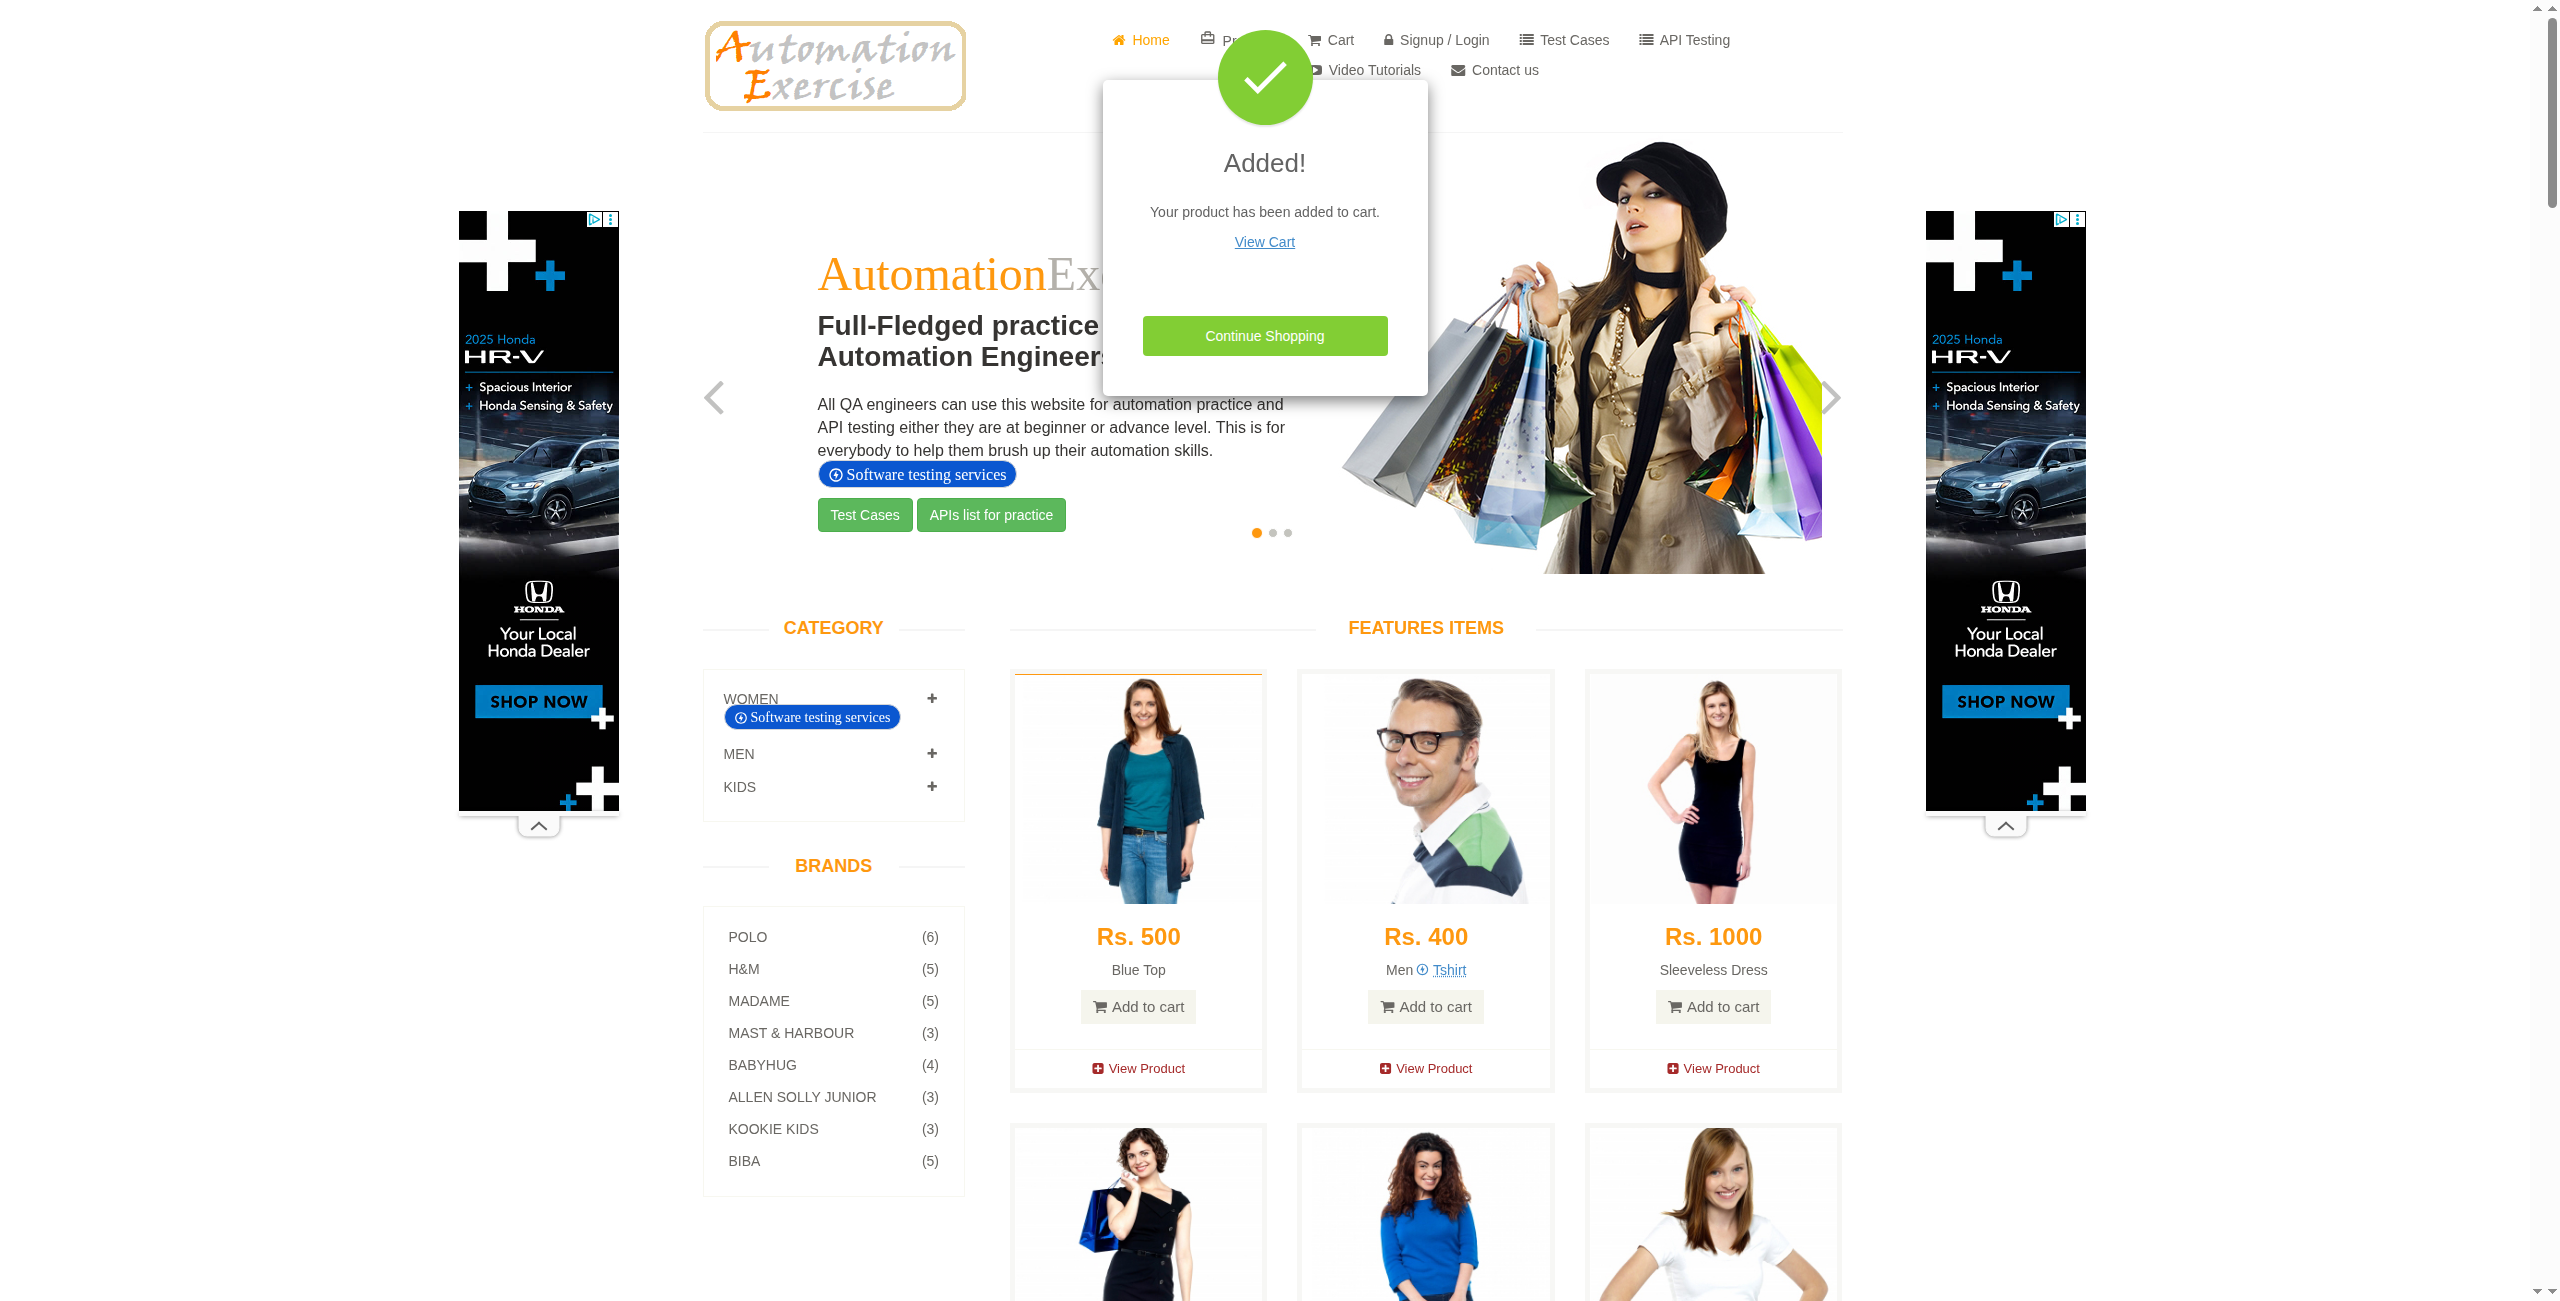 Automation
Exercise
Home
Cart
Signup / Login
Test Cases
API Testing
Video Tutorials
Contact us
Added!
Your product has been added to cart.
View Cart
Continue Shopping
Automation
Full-Fledged practice
Automation Engineers
All QA engineers can use this website for automation practice and
API testing either they are at beginner or advance level. This is for
everybody to help them brush up their automation skills.
Software testing services
Test Cases
APIs list for practice
2025 Honda
HR-V
+ Spacious Interior
+ Honda Sensing & Safety
HONDA
Your Local
Honda Dealer
SHOP NOW
2025 Honda
HR-V
+ Spacious Interior
+ Honda Sensing & Safety
HONDA
Your Local
Honda Dealer
SHOP NOW
CATEGORY
WOMEN
Software testing services
MEN
KIDS
BRANDS
POLO (6)
H&M (5)
MADAME (5)
MAST & HARBOUR (3)
BABYHUG (4)
ALLEN SOLLY JUNIOR (3)
KOOKIE KIDS (3)
BIBA (5)
FEATURES ITEMS
Rs. 500
Blue Top
Add to cart
View Product
Rs. 400
Men Tshirt
Add to cart
View Product
Rs. 1000
Sleeveless Dress
Add to cart
View Product